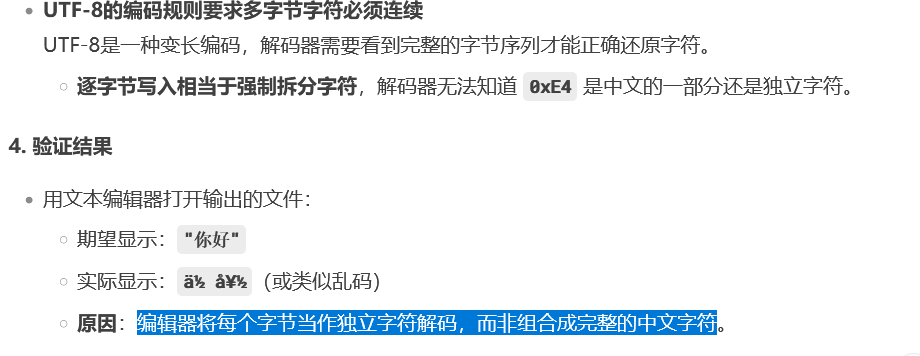 UTF-8的编码规则要求多字节字符必须连续
UTF-8是一种变长编码，解码器需要看到完整的字节序列才能正确还原字符。
逐字节写入相当于强制拆分字符，解码器无法知道 0xE4 是中文的一部分还是独立字符。
4. 验证结果
用文本编辑器打开输出的文件：
期望显示："你好"
实际显示：ä½ å¥½（或类似乱码）
原因：编辑器将每个字节当作独立字符解码，而非组合成完整的中文字符。